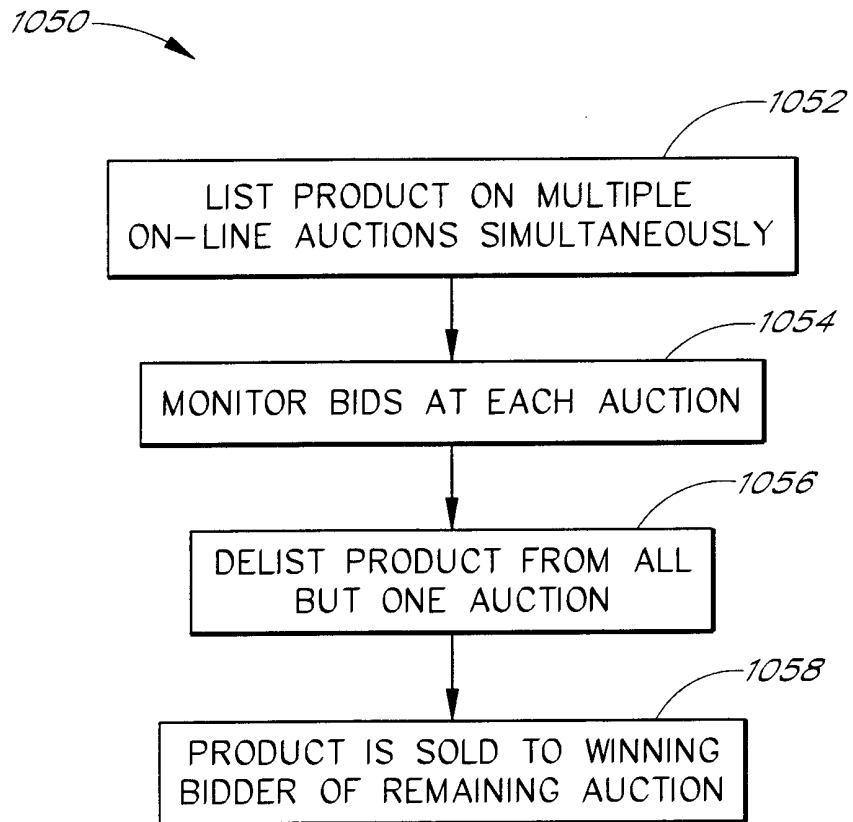 1050
1052
LIST PRODUCT ON MULTIPLE
ON-LINE AUCTIONS SIMULTANEOUSLY
1054
MONITOR BIDS AT EACH AUCTION
1056
DELIST PRODUCT FROM ALL
BUT ONE AUCTION
1058
PRODUCT IS SOLD TO WINNING
BIDDER OF REMAINING AUCTION